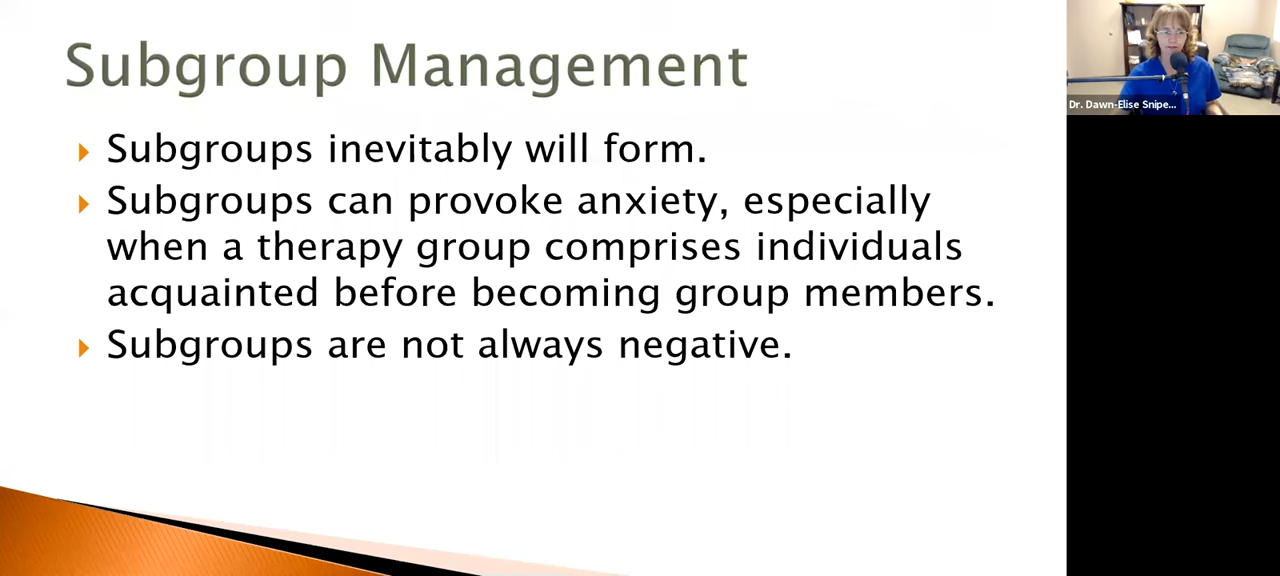 Subgroup Management
Subgroups inevitably will form.
Subgroups can provoke anxiety, especially
when a therapy group comprises individuals
acquainted before becoming group members.
Subgroups are not always negative.
Dr. Dawn-Elise Snipe...